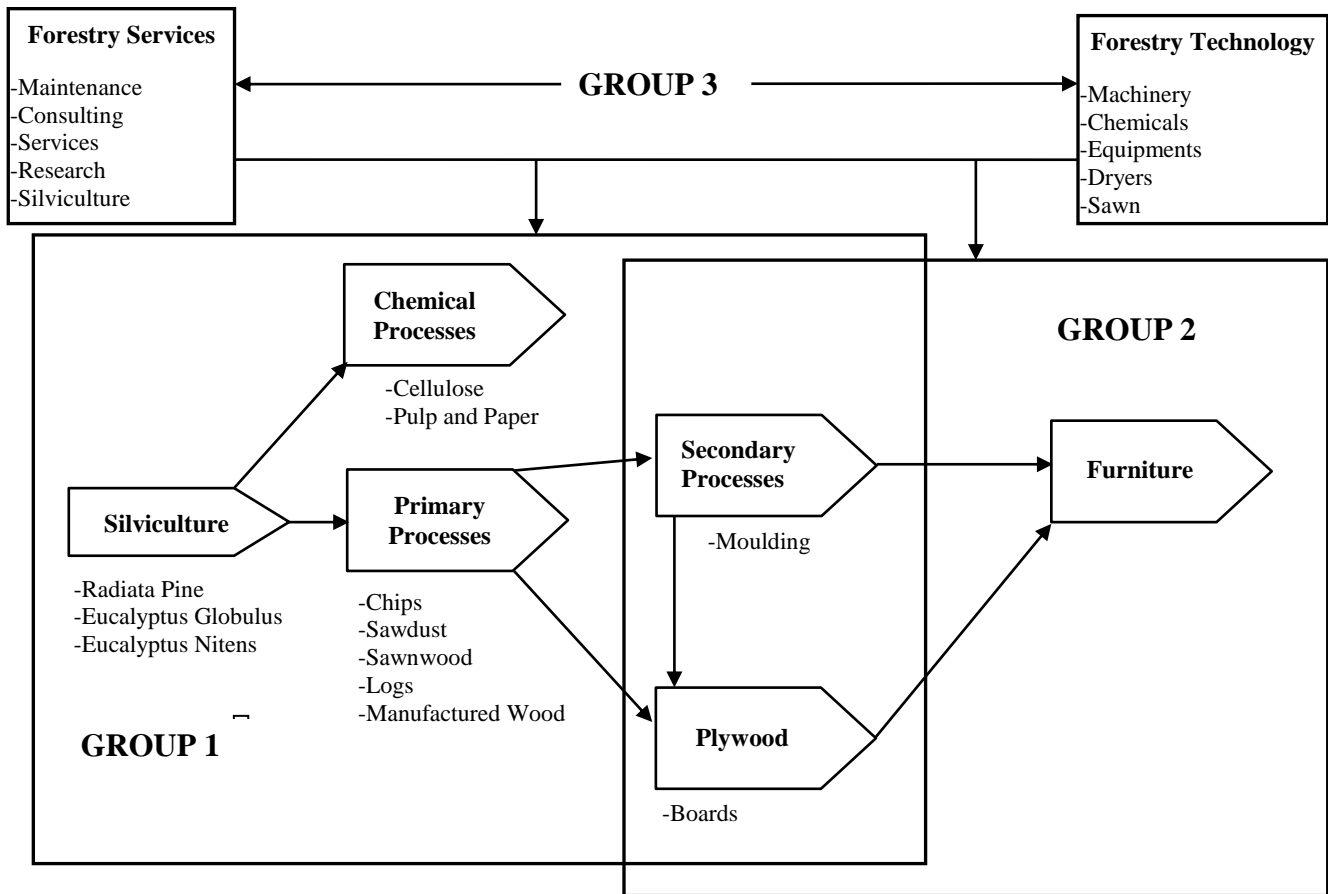 Forestry Services
-Maintenance
-Consulting
-Services
-Research
-Silviculture
GROUP 3
Forestry Technology
-Machinery
-Chemicals
-Equipments
-Dryers
-Sawn
Chemical
Processes
-Cellulose
-Pulp and Paper
GROUP 2
Silviculture
-Radiata Pine
-Eucalyptus Globulus
-Eucalyptus Nitens
Primary
Processes
-Chips
-Sawdust
-Sawnwood
-Logs
-Manufactured Wood
Secondary
Processes
-Moulding
Furniture
GROUP 1
Plywood
-Boards